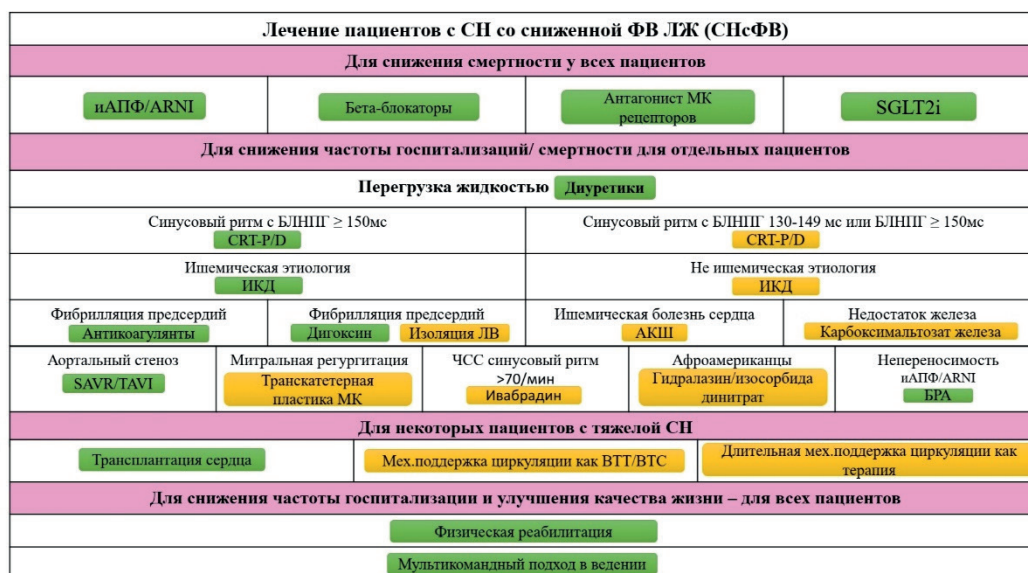 Лечение пациентов с СН со сниженной ФВ ЛЖ (СНсФВ)
Для снижения смертности у всех пациентов
иАПФ/ARNI
Бета-блокаторы
Антагонист МК
рецепторов
SGLT2i
Для снижения частоты госпитализаций/ смертности для отдельных пациентов
Перегрузка жидкостью Диуретики
Синусовый ритм с БЛНПГ ≥ 150мс
CRT-P/D
Синусовый ритм с БЛНПГ 130-149 мс или БЛНПГ ≥ 150мс
CRT-P/D
Ишемическая этиология
ИКД
Не ишемическая этиология
ИКД
Фибрилляция предсердий
Антикоагулянты
Фибрилляция предсердий
Дигоксин Изоляция ЛВ
Ишемическая болезнь сердца
АКШ
Недостаток железа
Карбоксимальтозат железа
Аортальный стеноз
SAVR/TAVI
Митральная регургитация
Транскатетерная
пластика МК
ЧСС синусовый ритм
>70/мин
Ивабрадин
Афроамериканцы
Гидралазин/изосорбида
динитрат
Непереносимость
иАПФ/ARNI
БРА
Для некоторых пациентов с тяжелой СН
Трансплантация сердца
Мех.поддержка циркуляции как ВТТ/ВТС
Длительная мех.поддержка циркуляции как
терапия
Для снижения частоты госпитализации и улучшения качества жизни – для всех пациентов
Физическая реабилитация
Мультикомандный подход в ведении